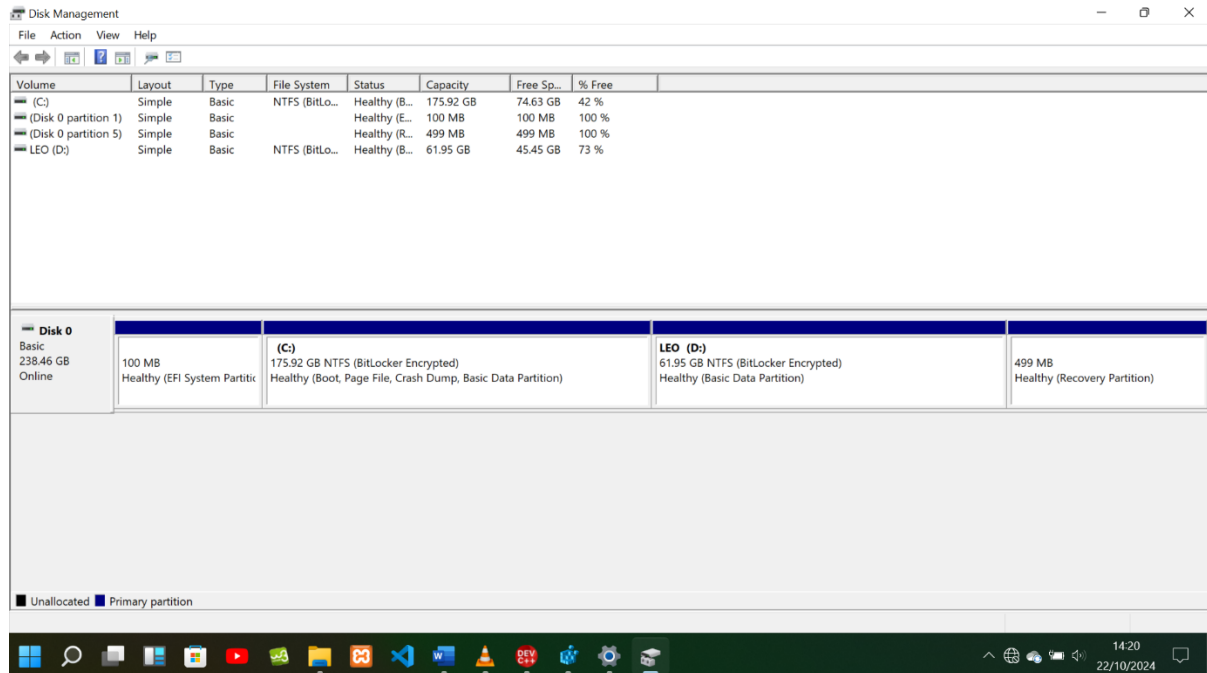 Disk Management
File Action View Help
Volume Layout Type File System Status Capacity Free Sp... % Free
(C:) Simple Basic NTFS (BitLo... Healthy (B... 175.92 GB 74.63 GB 42 %
(Disk 0 partition 1) Simple Basic Healthy (E... 100 MB 100 MB 100 %
(Disk 0 partition 5) Simple Basic Healthy (R... 499 MB 499 MB 100 %
LEO (D:) Simple Basic NTFS (BitLo... Healthy (B... 61.95 GB 45.45 GB 73 %
Disk 0
Basic
238.46 GB
Online
100 MB
Healthy (EFI System Partitic
(C:)
175.92 GB NTFS (BitLocker Encrypted)
Healthy (Boot, Page File, Crash Dump, Basic Data Partition)
LEO (D:)
61.95 GB NTFS (BitLocker Encrypted)
Healthy (Basic Data Partition)
499 MB
Healthy (Recovery Partition)
Unallocated Primary partition
DEV C++
14:20
22/10/2024